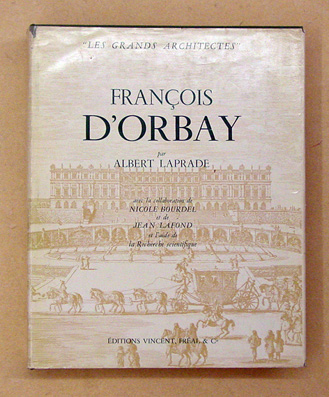 "LES GRANDS ARCHITECTES"
FRANÇOIS
D'ORBAY
par
ALBERT LAPRADE
avec la collaboration de
NICOLE BOURDEL
et de
JEAN LAFOND
et l'aide de
la Recherche scientifique
ÉDITIONS VINCENT, FRÉAL & Cie